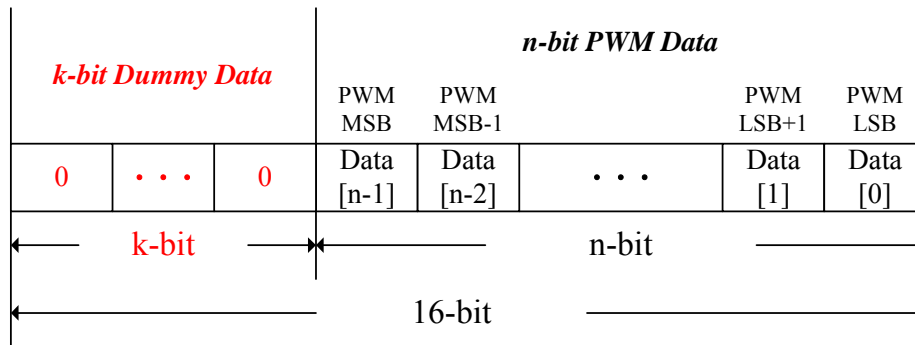 n-bit PWM Data
k-bit Dummy Data
PWM PWM PWM PWM
MSB MSB-1 LSB+1 LSB
0 · · · 0 Data Data · · · Data Data
[n-1] [n-2] [1] [0]
k-bit n-bit
16-bit